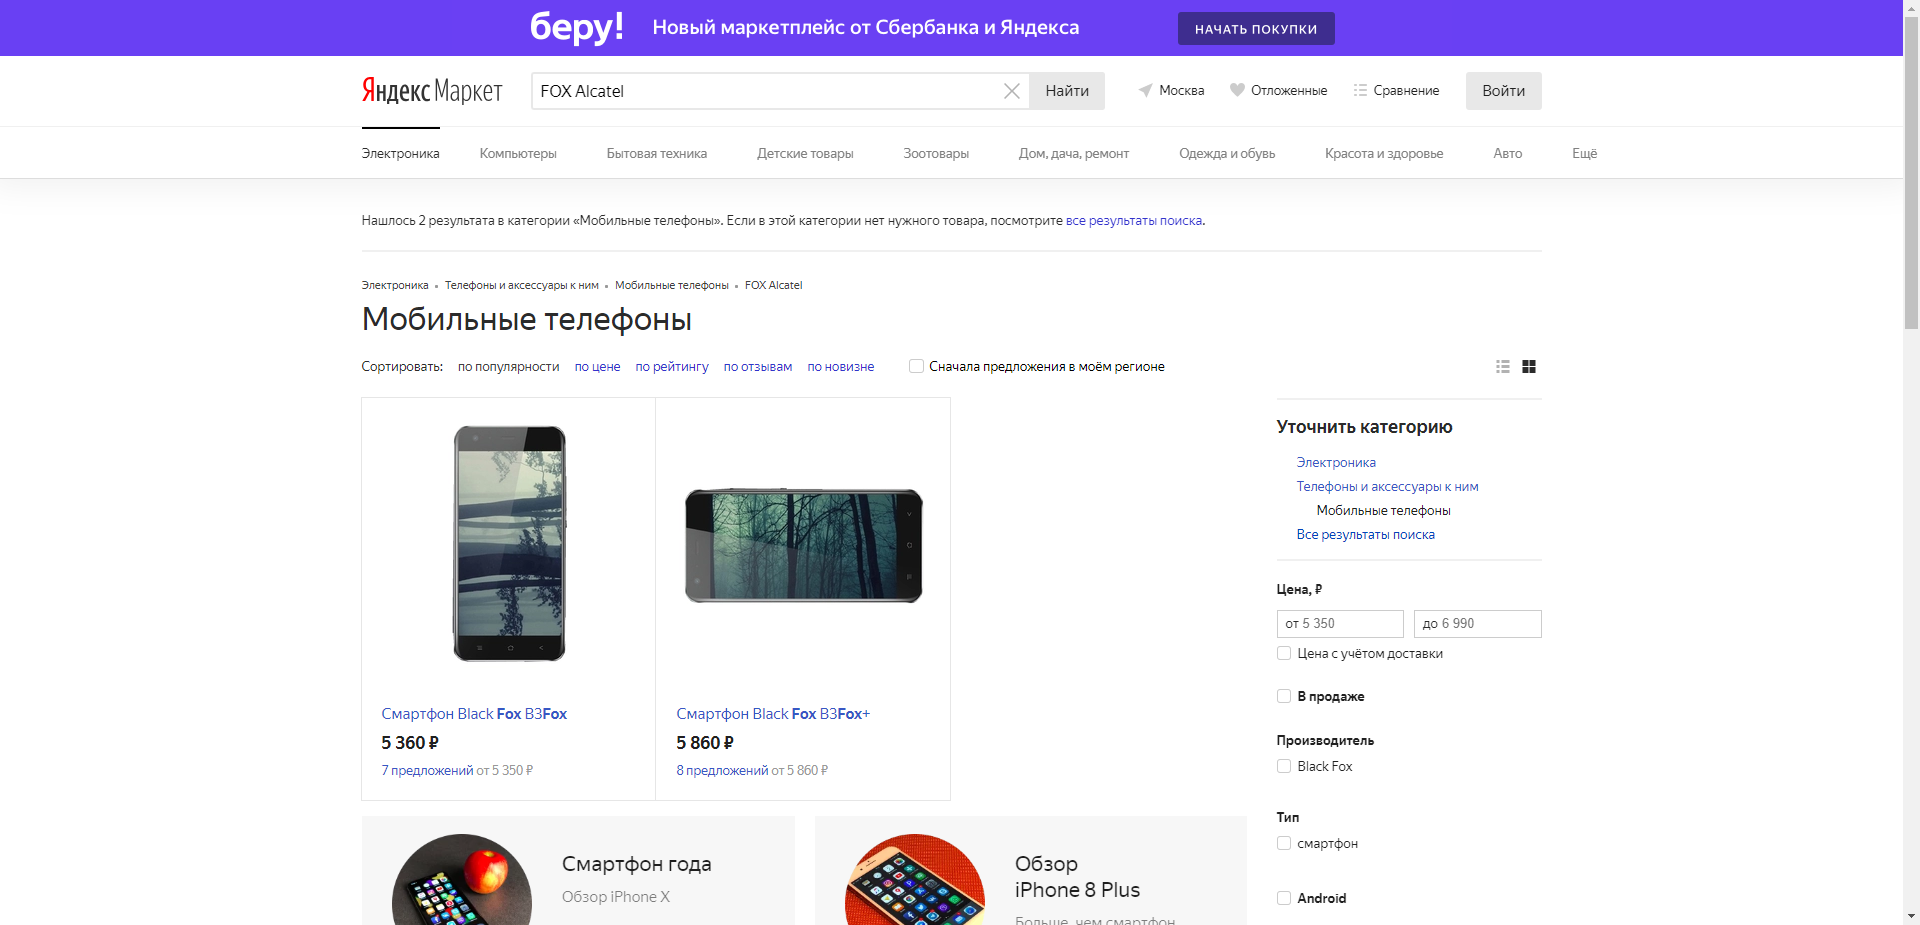 беру!
Новый маркетплейс от Сбербанка и Яндекса
НАЧАТЬ ПОКУПКИ
Яндекс Маркет
FOX Alcatel
Найти
Москва
Отложенные
Сравнение
Войти
Электроника
Компьютеры
Бытовая техника
Детские товары
Зоотовары
Дом, дача, ремонт
Одежда и обувь
Красота и здоровье
Авто
Ещё
Нашлось 2 результата в категории «Мобильные телефоны». Если в этой категории нет нужного товара, посмотрите все результаты поиска.
Электроника • Телефоны и аксессуары к ним • Мобильные телефоны • FOX Alcatel
Мобильные телефоны
Сортировать: по популярности по цене по рейтингу по отзывам по новизне
Сначала предложения в моём регионе
Смартфон Black Fox B3Fox
5 360 ₽
7 предложений от 5 350 ₽
Смартфон Black Fox B3Fox+
5 860 ₽
8 предложений от 5 860 ₽
Смартфон года
Обзор iPhone X
Обзор
iPhone 8 Plus
Больше, чем смартфон
Уточнить категорию
Электроника
Телефоны и аксессуары к ним
Мобильные телефоны
Все результаты поиска
Цена, ₽
от 5 350
до 6 990
Цена с учётом доставки
В продаже
Производитель
Black Fox
Тип
смартфон
Android